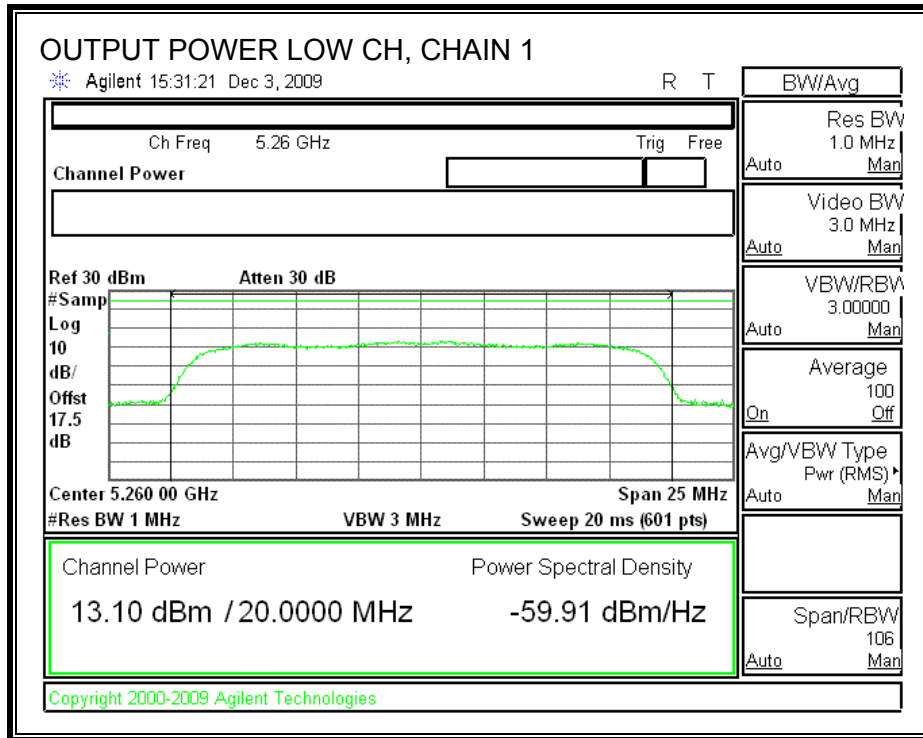 OUTPUT POWER LOW CH, CHAIN 1
Agilent 15:31:21 Dec 3, 2009 R T
Ch Freq 5.26 GHz Trig Free
Channel Power
Ref 30 dBm Atten 30 dB
#Samp
Log
10
dB/
Offst
17.5
dB
Center 5.260 00 GHz Span 25 MHz
#Res BW 1 MHz VBW 3 MHz Sweep 20 ms (601 pts)
Channel Power Power Spectral Density
13.10 dBm / 20.0000 MHz -59.91 dBm/Hz
Copyright 2000-2009 Agilent Technologies
BW/Avg
Res BW
1.0 MHz
Auto Man
Video BW
3.0 MHz
Auto Man
VBW/RBW
3.00000
Auto Man
Average
100
On Off
Avg/VBW Type
Pwr (RMS)
Auto Man
Span/RBW
106
Auto Man